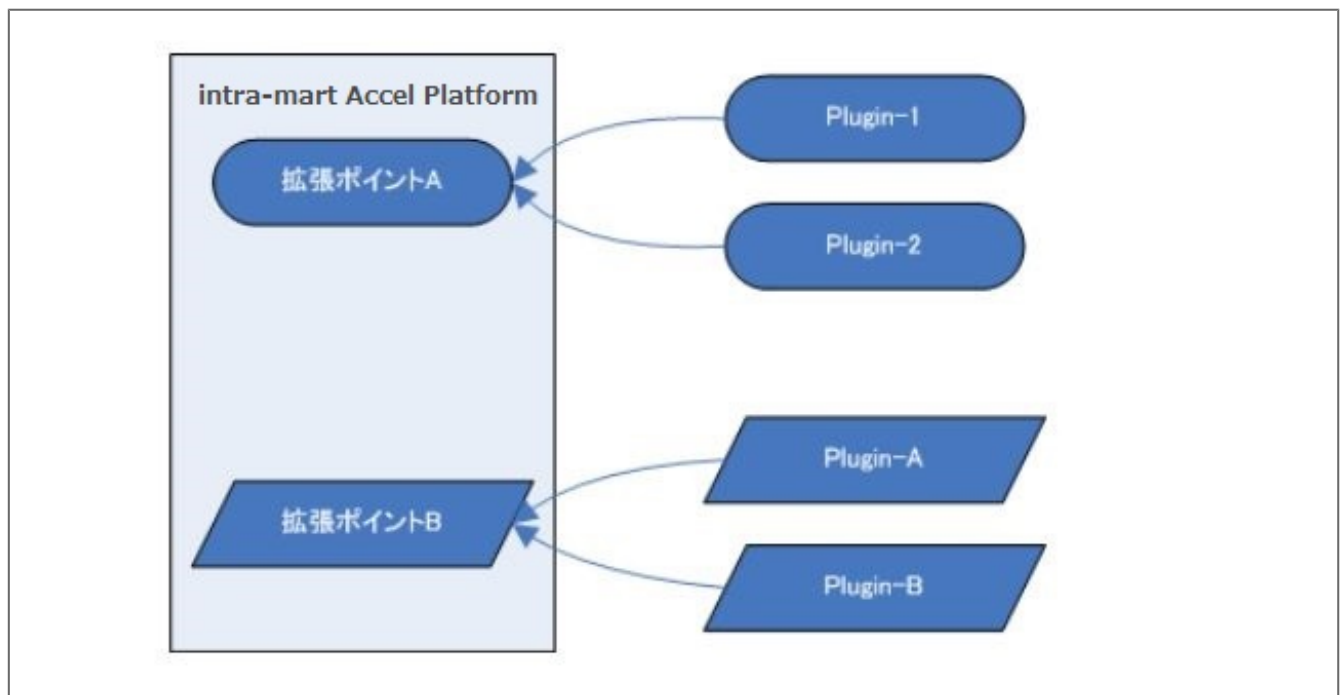 intra-mart Accel Platform
拡張ポイントA
Plugin-1
Plugin-2
拡張ポイントB
Plugin-A
Plugin-B